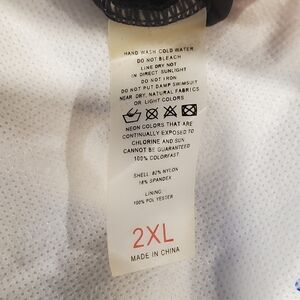 HAND WASH COLD WATER
DO NOT BLEACH
LINE DRY NOT
IN DIRECT SUNLIGHT
DO NOT IRON
DO NOT PUT DAMP SWIMSUIT
NEAR DRY, NATURAL FABRICS
OR LIGHT COLORS
NEON COLORS THAT ARE
CONTINUALLY EXPOSED TO
CHLORINE AND SUN
CANNOT BE GUARANTEED
100% COLORFAST
SHELL: 82% NYLON
18% SPANDEX
LINING:
100% POLYESTER
2XL
MADE IN CHINA